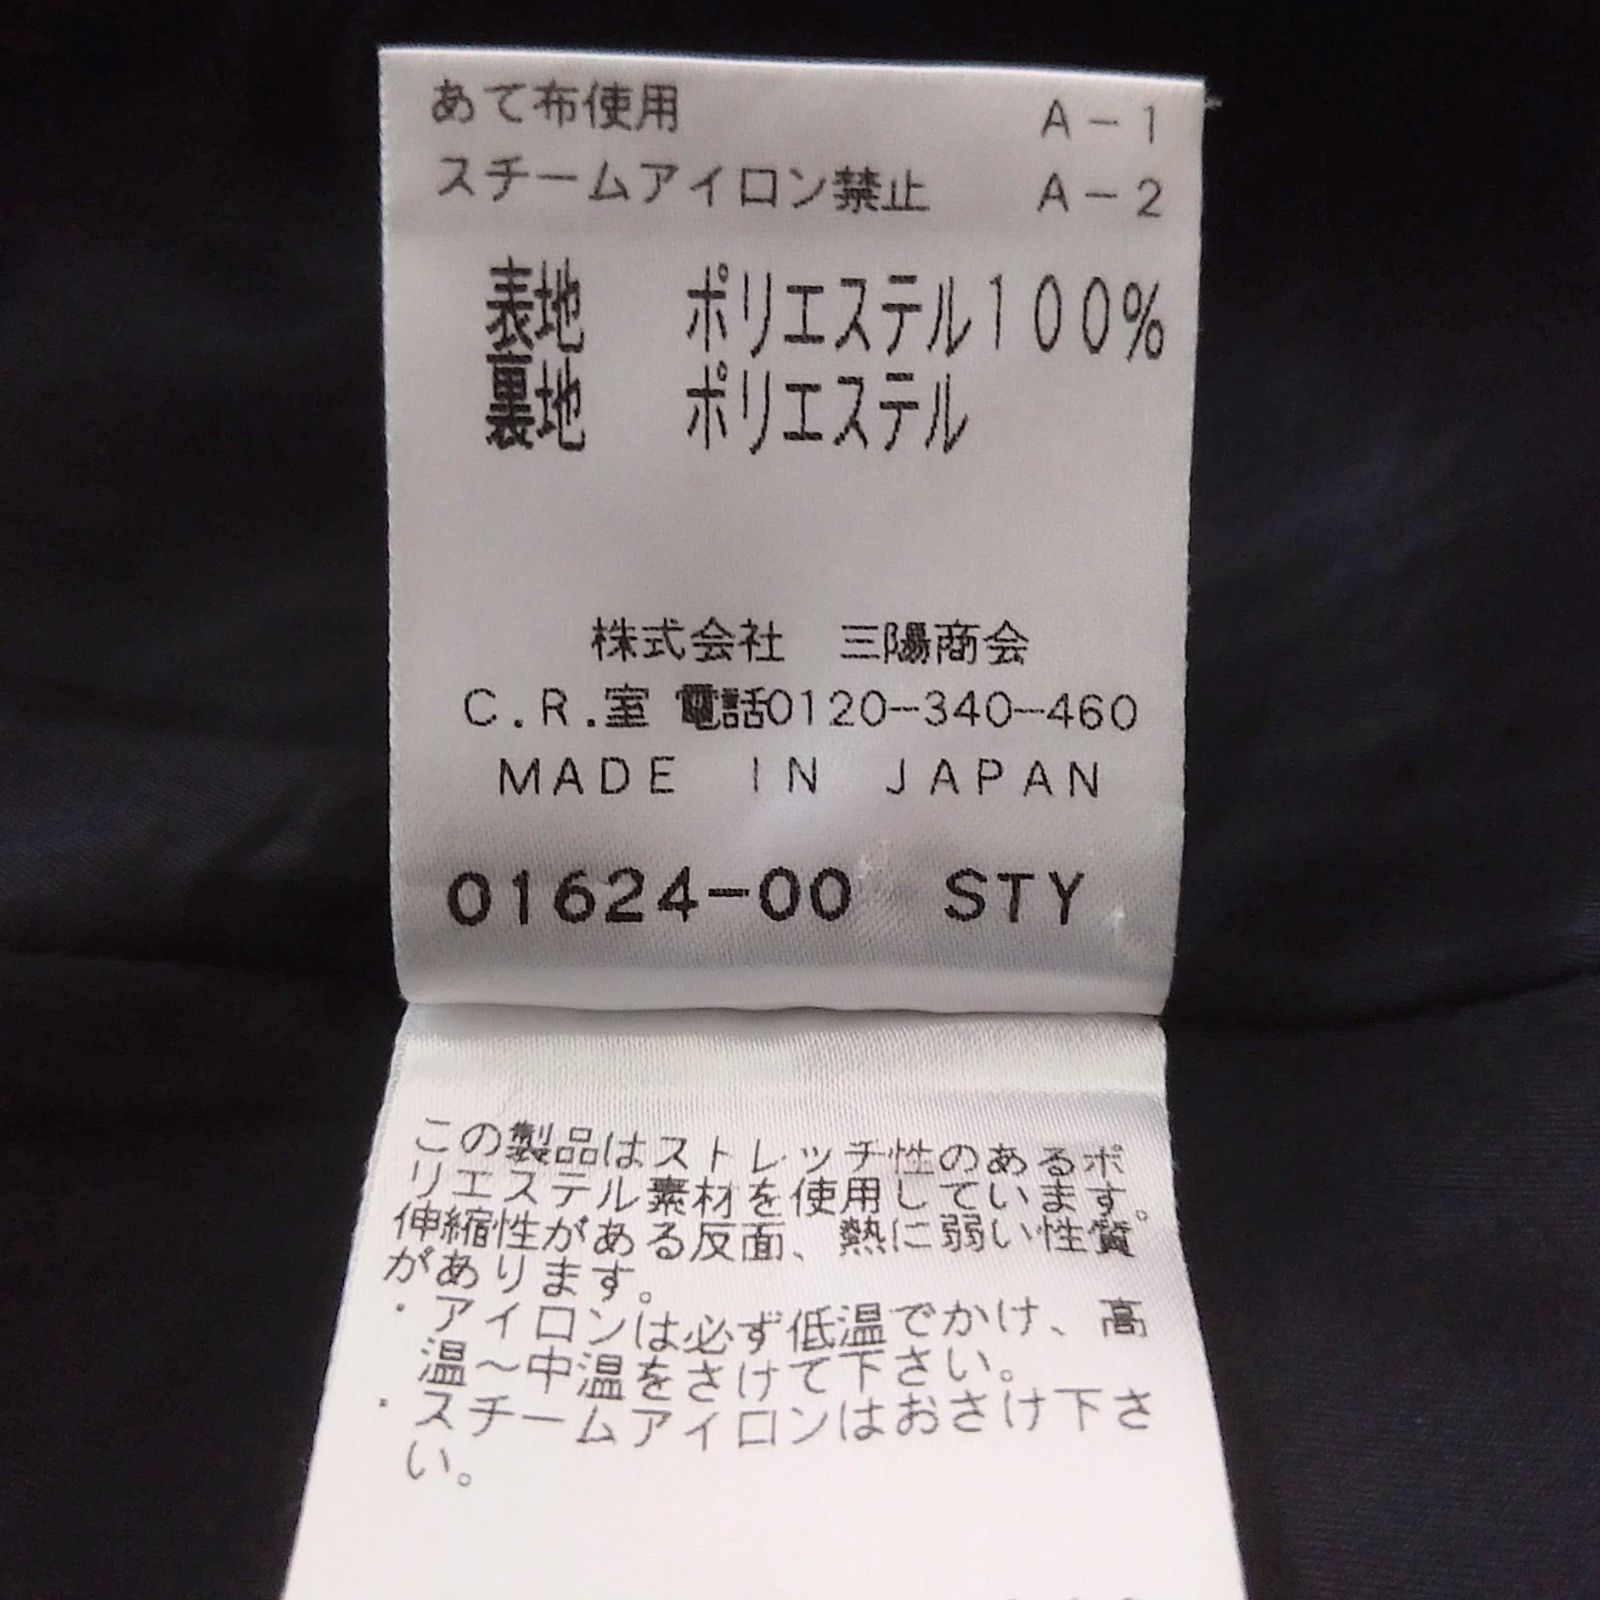 あて布使用 A-1
スチームアイロン禁止 A-2
表地 ポリエステル100%
裏地 ポリエステル
株式会社 三陽商会
C.R.室 電話0120-340-460
MADE IN JAPAN
01624-00 STY
この製品はストレッチ性のあるポ
リエステル素材を使用しています。
伸縮性がある反面、熱に弱い性質
があります。
・アイロンは必ず低温でかけ、高
温～中温をさけて下さい。
・スチームアイロンはおさけ下さ
い。